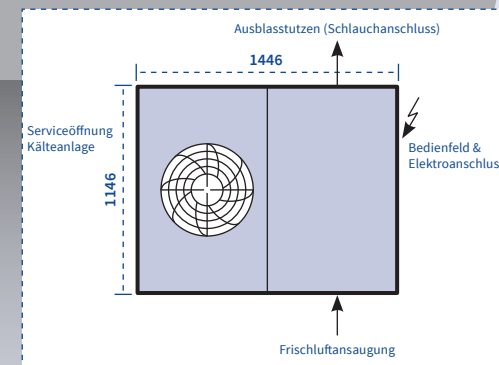 Ausblasstutzen (Schlauchanschluss)
1446
Serviceöffnung
Kälteanlage
1146
Bedienfeld &
Elektroanschlus
Frischluftansaugung